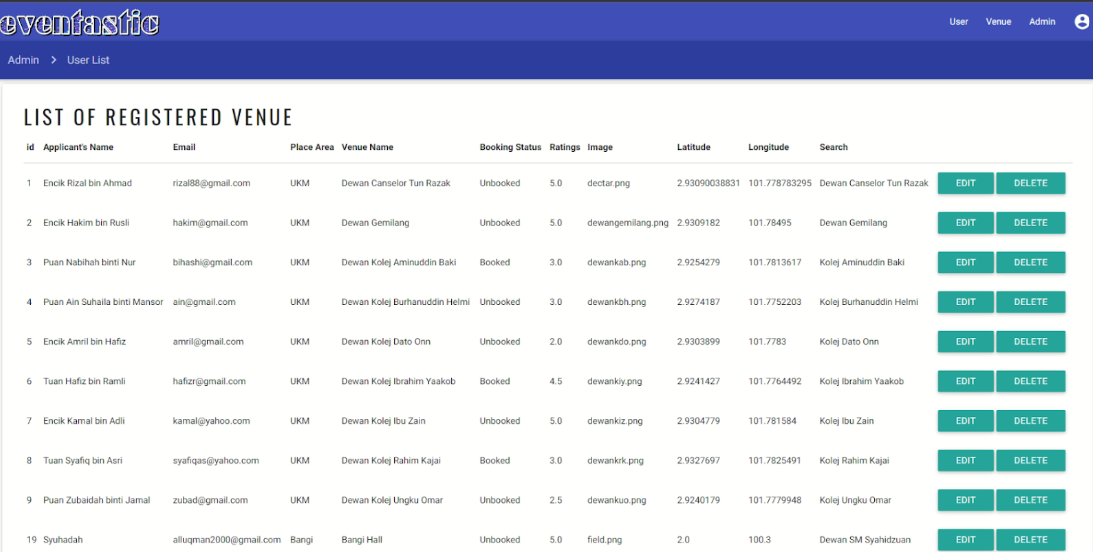 eventastic
User Venue Admin
Admin > User List
LIST OF REGISTERED VENUE
id Applicant's Name Email Place Area Venue Name Booking Status Ratings Image Latitude Longitude Search
1 Encik Rizal bin Ahmad rizal88@gmail.com UKM Dewan Canselor Tun Razak Unbooked 5.0 dectar.png 2.93090038831 101.778783295 Dewan Canselor Tun Razak EDIT DELETE
2 Encik Hakim bin Rusli hakim@gmail.com UKM Dewan Gemilang Unbooked 5.0 dewangemilang.png 2.9309182 101.78495 Dewan Gemilang EDIT DELETE
3 Puan Nabihah binti Nur bihashi@gmail.com UKM Dewan Kolej Aminuddin Baki Booked 3.0 dewankab.png 2.9254279 101.7813617 Kolej Aminuddin Baki EDIT DELETE
4 Puan Ain Suhaila binti Mansor ain@gmail.com UKM Dewan Kolej Burhanuddin Helmi Unbooked 3.0 dewankbh.png 2.9274187 101.7752203 Kolej Burhanuddin Helmi EDIT DELETE
5 Encik Amril bin Hafiz amril@gmail.com UKM Dewan Kolej Dato Onn Unbooked 2.0 dewankdo.png 2.9303899 101.7783 Kolej Dato Onn EDIT DELETE
6 Tuan Hafiz bin Ramli hafizr@gmail.com UKM Dewan Kolej Ibrahim Yaakob Booked 4.5 dewankiy.png 2.9241427 101.7764492 Kolej Ibrahim Yaakob EDIT DELETE
7 Encik Kamal bin Adli kamal@yahoo.com UKM Dewan Kolej Ibu Zain Unbooked 5.0 dewankiz.png 2.9304779 101.781584 Kolej Ibu Zain EDIT DELETE
8 Tuan Syafiq bin Asri syafiqas@yahoo.com UKM Dewan Kolej Rahim Kajai Booked 3.0 dewankrk.png 2.9327697 101.7825491 Kolej Rahim Kajai EDIT DELETE
9 Puan Zubaidah binti Jamal zubad@gmail.com UKM Dewan Kolej Ungku Omar Unbooked 2.5 dewankuo.png 2.9240179 101.7779948 Kolej Ungku Omar EDIT DELETE
19 Syuhadah alluqman2000@gmail.com Bangi Bangi Hall Unbooked 5.0 field.png 2.0 100.3 Dewan SM Syahidzuan EDIT DELETE